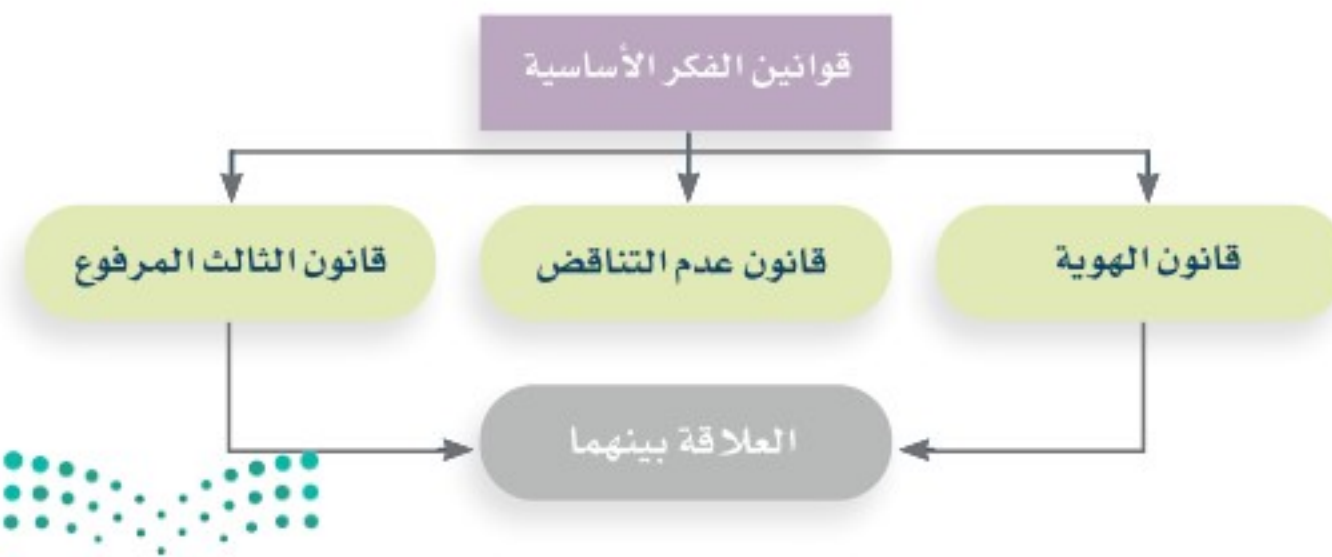 قوانين الفكر الأساسية
قانون الهوية
قانون عدم التناقض
قانون الثالث المرفوع
العلاقة بينهما